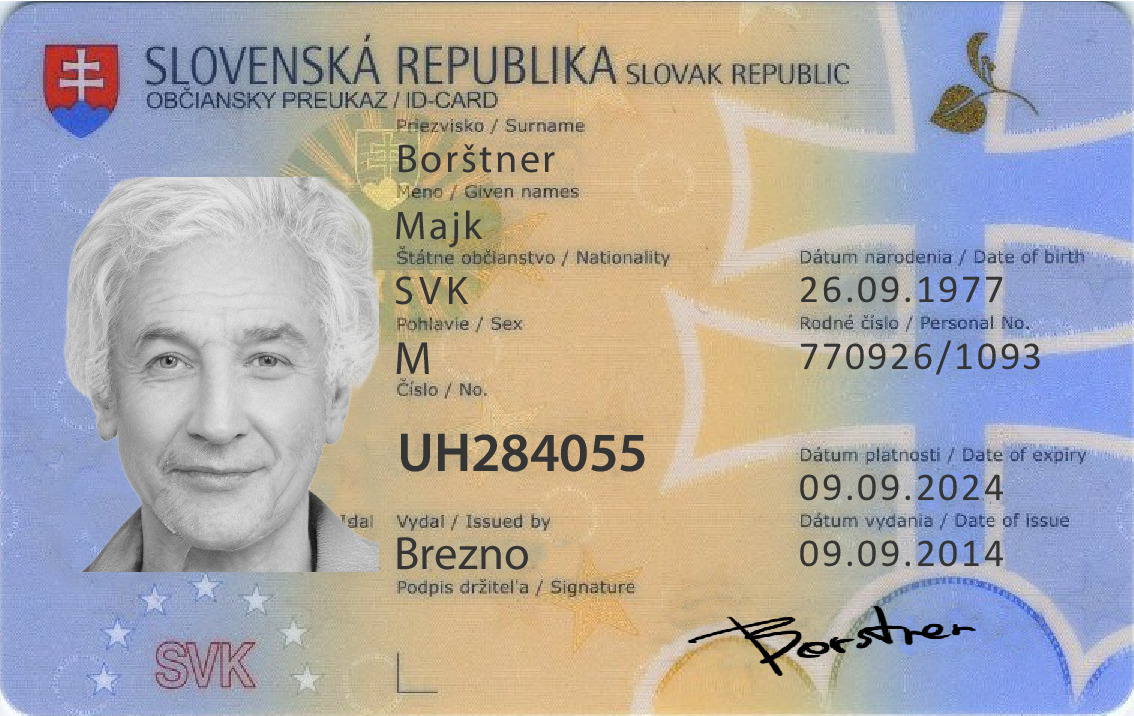 SLOVENSKÁ REPUBLIKA SLOVAK REPUBLIC
OBČIANSKY PREUKAZ / ID-CARD
Priezvisko / Surname
Borštner
Meno / Given names
Majk
Štátne občianstvo / Nationality
SVK
Dátum narodenia / Date of birth
26.09.1977
Pohlavie / Sex
M
Rodné číslo / Personal No.
770926/1093
Číslo / No.
UH284055
Dátum platnosti / Date of expiry
09.09.2024
Vydal / Issued by
Brezno
Dátum vydania / Date of issue
09.09.2014
Podpis držiteľa / Signature
Borstner
SVK